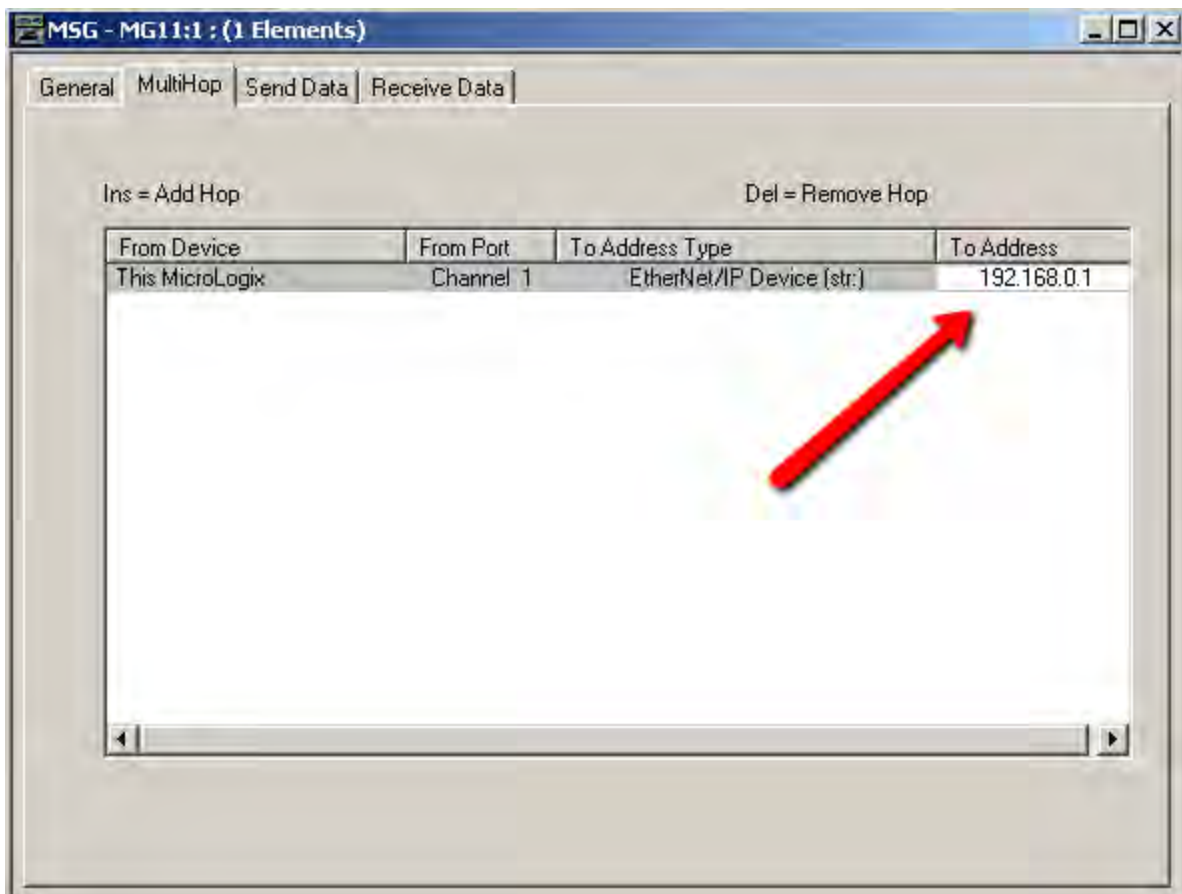 MSG - MG11:1 : (1 Elements)
General MultiHop Send Data Receive Data
Ins = Add Hop Del = Remove Hop
From Device From Port To Address Type To Address
This MicroLogix Channel 1 EtherNet/IP Device (str:) 192.168.0.1